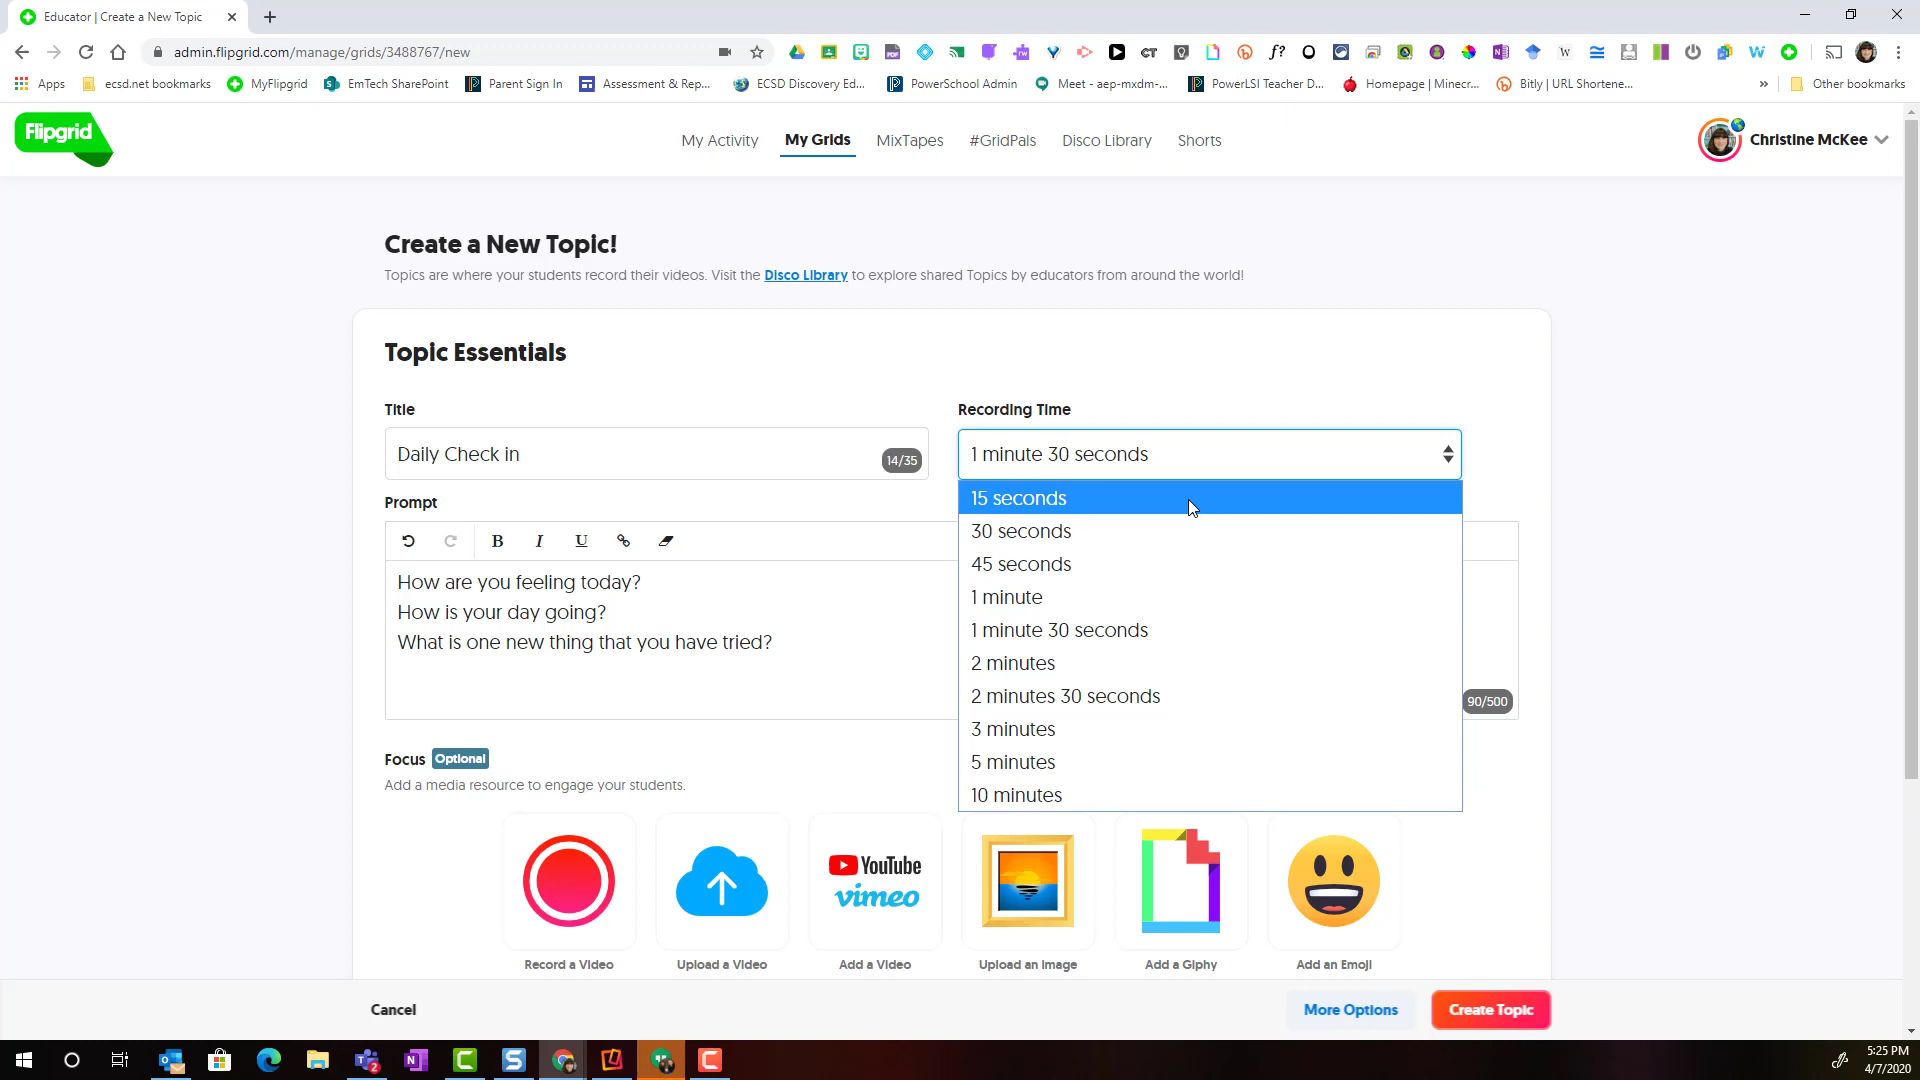 Educator | Create a New Topic
admin.flipgrid.com/manage/grids/3488767/new
Apps
ecsd.net bookmarks
MyFlipgrid
EmTech SharePoint
Parent Sign In
Assessment & Rep...
ECSD Discovery Ed...
PowerSchool Admin
Meet - aep-mxdm-...
PowerLSI Teacher D...
Homepage | Minecr...
Bitly | URL Shortene...
»
Other bookmarks
Flipgrid
My Activity
My Grids
MixTapes
#GridPals
Disco Library
Shorts
Christine McKee
Create a New Topic!
Topics are where your students record their videos. Visit the Disco Library to explore shared Topics by educators from around the world!
Topic Essentials
Title
Recording Time
Daily Check in
14/35
1 minute 30 seconds
Prompt
15 seconds
30 seconds
45 seconds
1 minute
1 minute 30 seconds
2 minutes
2 minutes 30 seconds
3 minutes
5 minutes
10 minutes
B I U
How are you feeling today?
How is your day going?
What is one new thing that you have tried?
90/500
Focus Optional
Add a media resource to engage your students.
YouTube
vimeo
Record a Video
Upload a Video
Add a Video
Upload an Image
Add a Giphy
Add an Emoji
Cancel
More Options
Create Topic
5:25 PM
4/7/2020